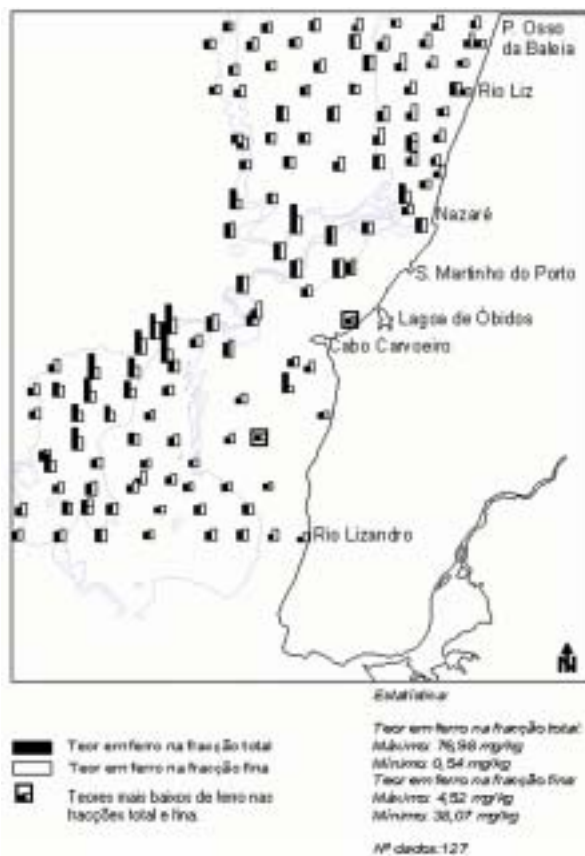 P. Osso
da Baleia
Rio Liz
Nazaré
S. Martinho do Porto
Lagoa de Óbidos
Cabo Carvoeiro
Rio Lizandro
N
Estatística
Teor em ferro na fracção total
Teor em ferro na fracção fina
Teores mais baixos de ferro nas
fracções total e fina.
Teor em ferro na fracção total:
Máximo: 76,98 mg/kg
Mínimo: 0,54 mg/kg
Teor em ferro na fracção fina:
Máximo: 4,52 mg/kg
Mínimo: 38,07 mg/kg
Nº dados: 127